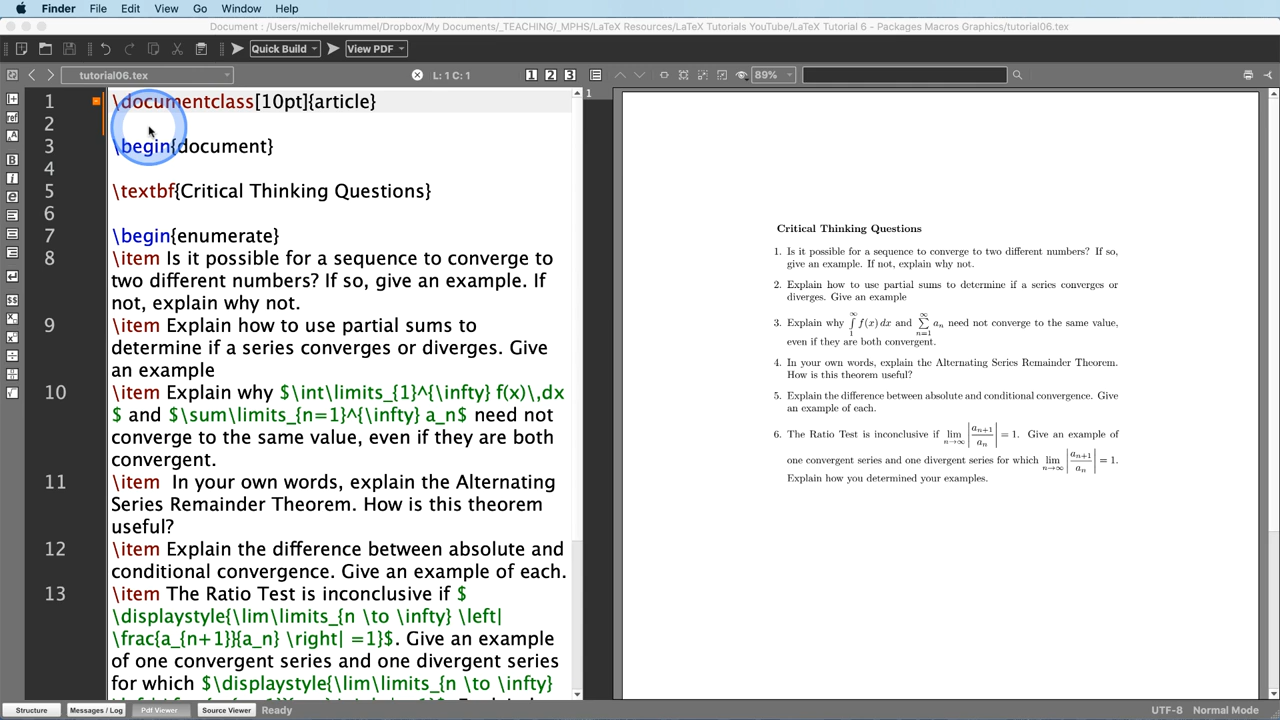 Finder File Edit View Go Window Help
Document : /Users/michellekrummel/Dropbox/My Documents/_TEACHING/_MPHS/LaTeX Resources/LaTeX Tutorials YouTube/LaTeX Tutorial 6 - Packages Macros Graphics/tutorial06.tex
Quick Build View PDF
tutorial06.tex L: 1 C: 1 1 2 3 89%
1 \documentclass[10pt]{article}
2
3 \begin{document}
4
5 \textbf{Critical Thinking Questions}
6
7 \begin{enumerate}
8 \item Is it possible for a sequence to converge to
two different numbers? If so, give an example. If
not, explain why not.
9 \item Explain how to use partial sums to
determine if a series converges or diverges. Give
an example
10 \item Explain why $\int\limits_{1}^{\infty} f(x)\,dx
$ and $\sum\limits_{n=1}^{\infty} a_n$ need not
converge to the same value, even if they are both
convergent.
11 \item In your own words, explain the Alternating
Series Remainder Theorem. How is this theorem
useful?
12 \item Explain the difference between absolute and
conditional convergence. Give an example of each.
13 \item The Ratio Test is inconclusive if $
\displaystyle{\lim\limits_{n \to \infty} \left|
\frac{a_{n+1}}{a_n} \right| =1}$. Give an example
of one convergent series and one divergent series
for which $\displaystyle{\lim\limits_{n \to \infty}
1
Critical Thinking Questions
1. Is it possible for a sequence to converge to two different numbers? If so,
give an example. If not, explain why not.
2. Explain how to use partial sums to determine if a series converges or
diverges. Give an example
3. Explain why ∫₁^∞ f(x) dx and ∑_{n=1}^∞ aₙ need not converge to the same value,
even if they are both convergent.
4. In your own words, explain the Alternating Series Remainder Theorem.
How is this theorem useful?
5. Explain the difference between absolute and conditional convergence. Give
an example of each.
6. The Ratio Test is inconclusive if lim_{n→∞} |aₙ₊₁/aₙ| = 1. Give an example of
one convergent series and one divergent series for which lim_{n→∞} |aₙ₊₁/aₙ| = 1.
Explain how you determined your examples.
Structure Messages / Log Pdf Viewer Source Viewer Ready UTF-8 Normal Mode